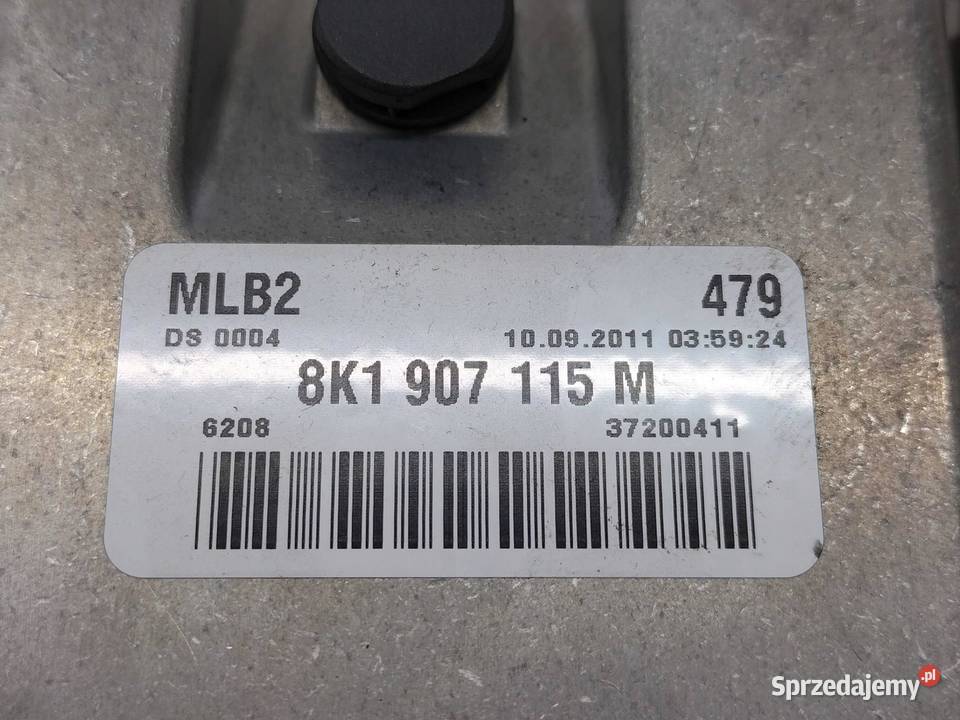 MLB2 479
DS 0004 10.09.2011 03:59:24
8K1 907 115 M
6208 37200411
Sprzedajemy.pl